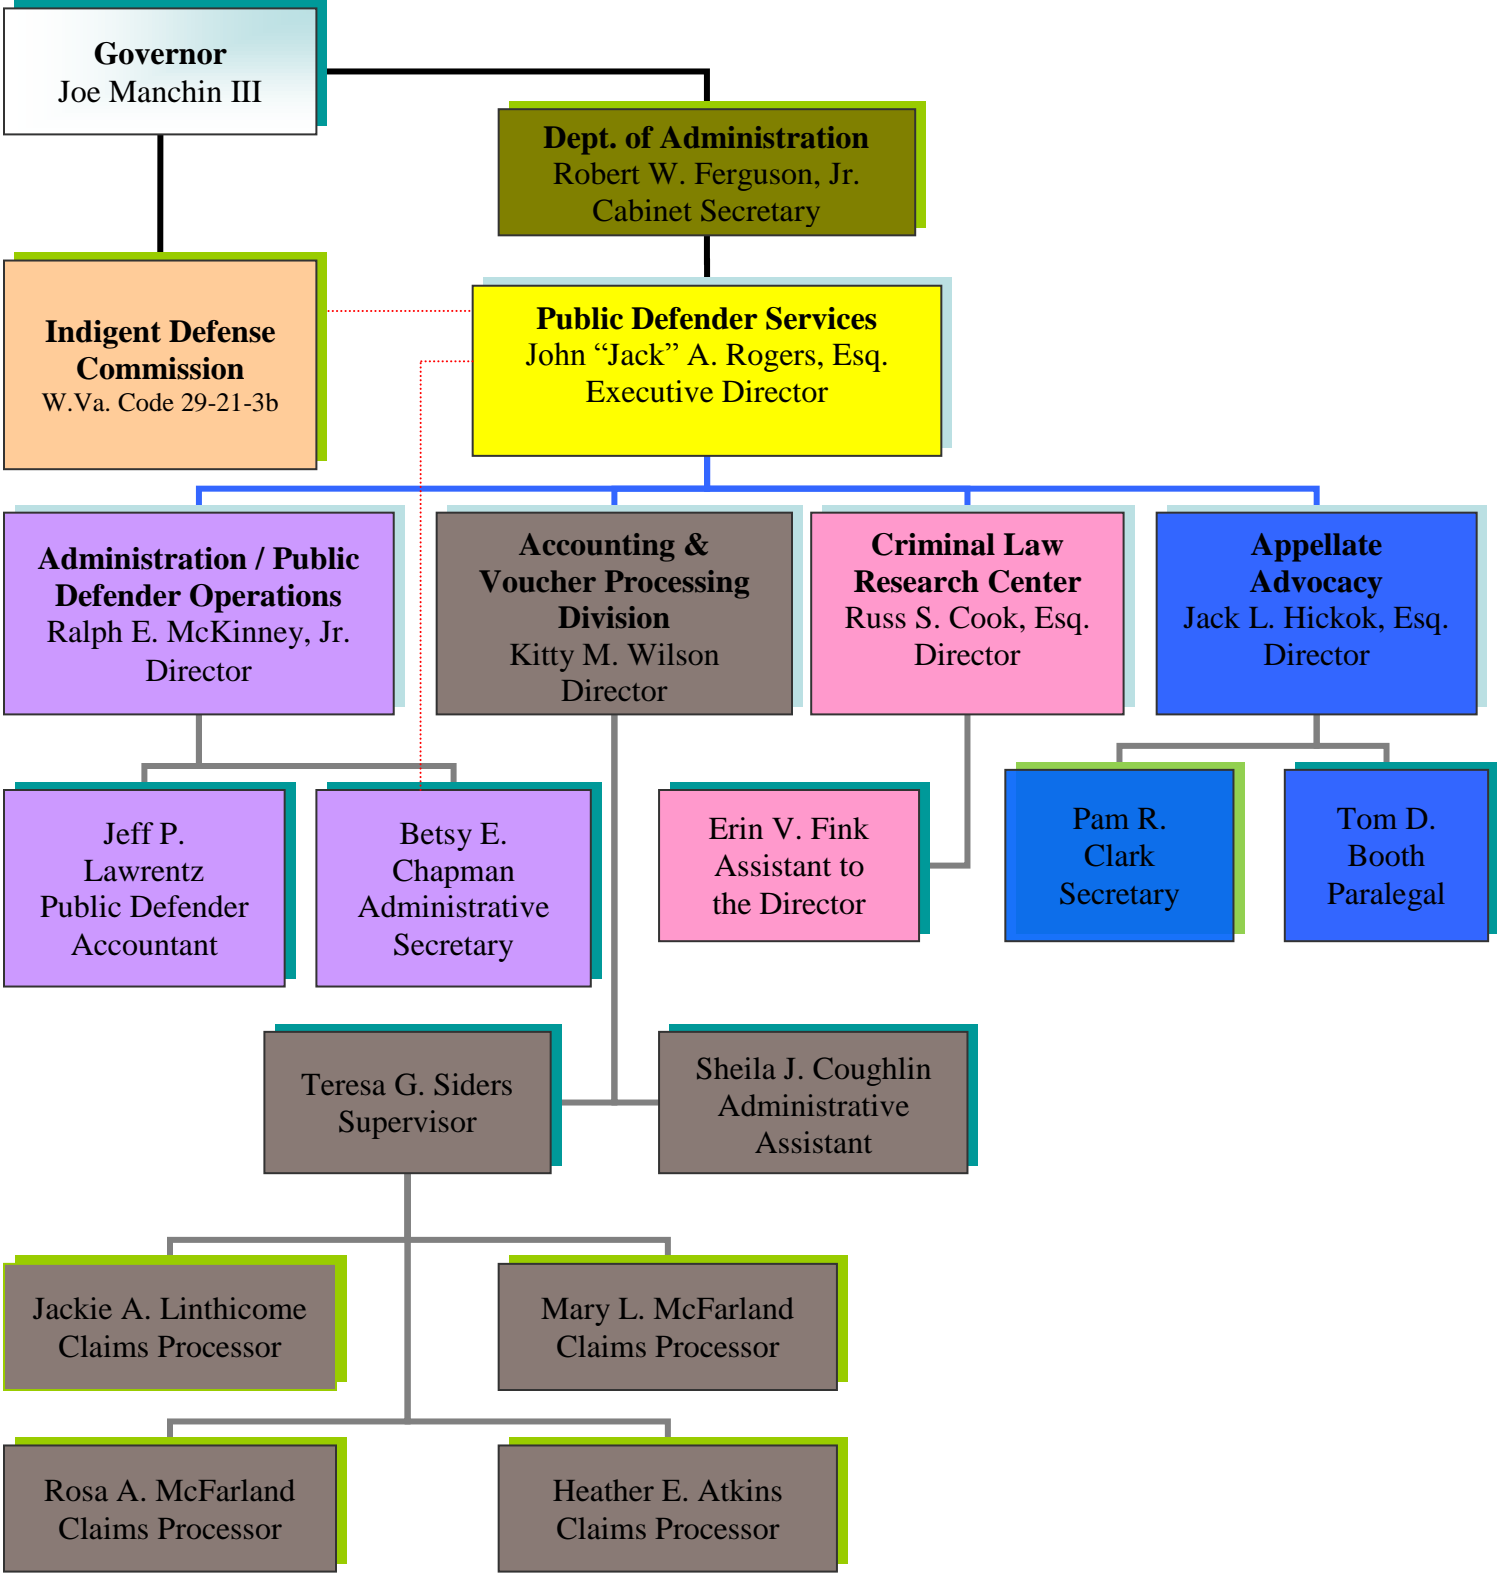 Governor
Joe Manchin III
Dept. of Administration
Robert W. Ferguson, Jr.
Cabinet Secretary
Indigent Defense
Commission
W.Va. Code 29-21-3b
Public Defender Services
John “Jack” A. Rogers, Esq.
Executive Director
Administration / Public
Defender Operations
Ralph E. McKinney, Jr.
Director
Accounting &
Voucher Processing
Division
Kitty M. Wilson
Director
Criminal Law
Research Center
Russ S. Cook, Esq.
Director
Appellate
Advocacy
Jack L. Hickok, Esq.
Director
Jeff P.
Lawrentz
Public Defender
Accountant
Betsy E.
Chapman
Administrative
Secretary
Erin V. Fink
Assistant to
the Director
Pam R.
Clark
Secretary
Tom D.
Booth
Paralegal
Teresa G. Siders
Supervisor
Sheila J. Coughlin
Administrative
Assistant
Jackie A. Linthicome
Claims Processor
Mary L. McFarland
Claims Processor
Rosa A. McFarland
Claims Processor
Heather E. Atkins
Claims Processor